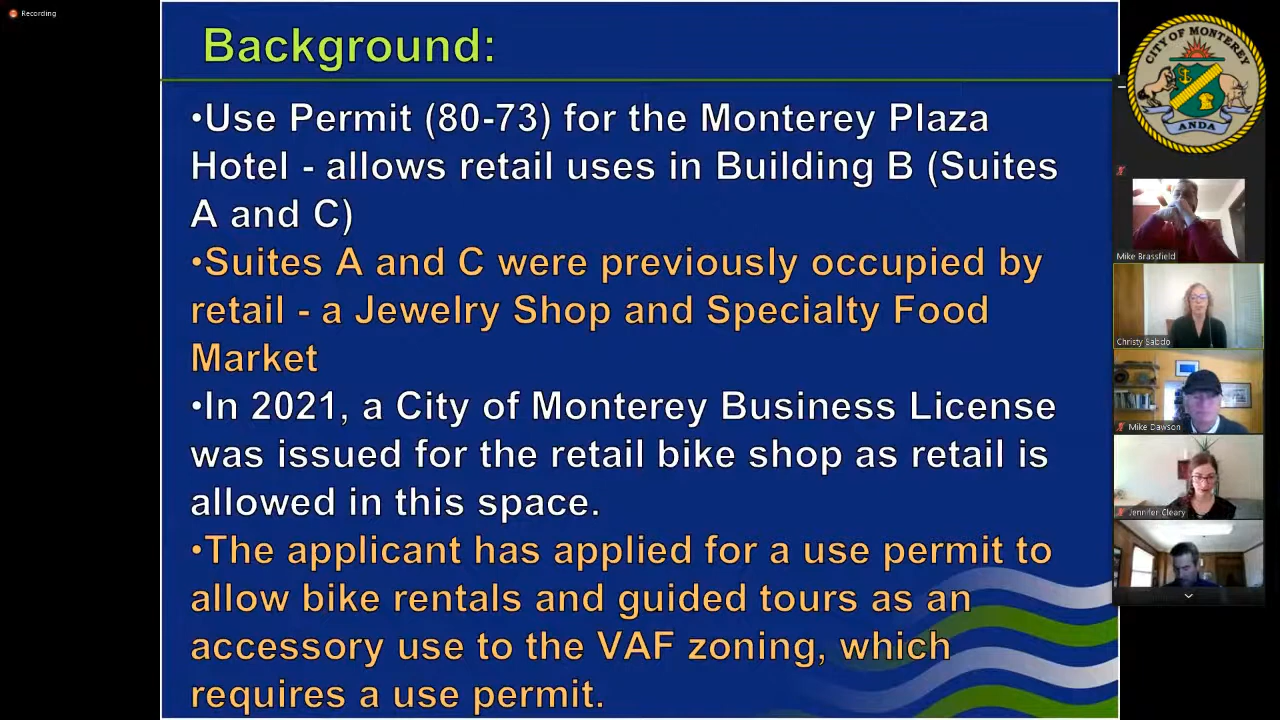 Recording
Background:
•Use Permit (80-73) for the Monterey Plaza
Hotel - allows retail uses in Building B (Suites
A and C)
•Suites A and C were previously occupied by
retail - a Jewelry Shop and Specialty Food
Market
•In 2021, a City of Monterey Business License
was issued for the retail bike shop as retail is
allowed in this space.
•The applicant has applied for a use permit to
allow bike rentals and guided tours as an
accessory use to the VAF zoning, which
requires a use permit.
CITY OF MONTEREY
ANDA
Mike Brassfield
Christy Sabdo
Mike Dawson
Jennifer Cleary